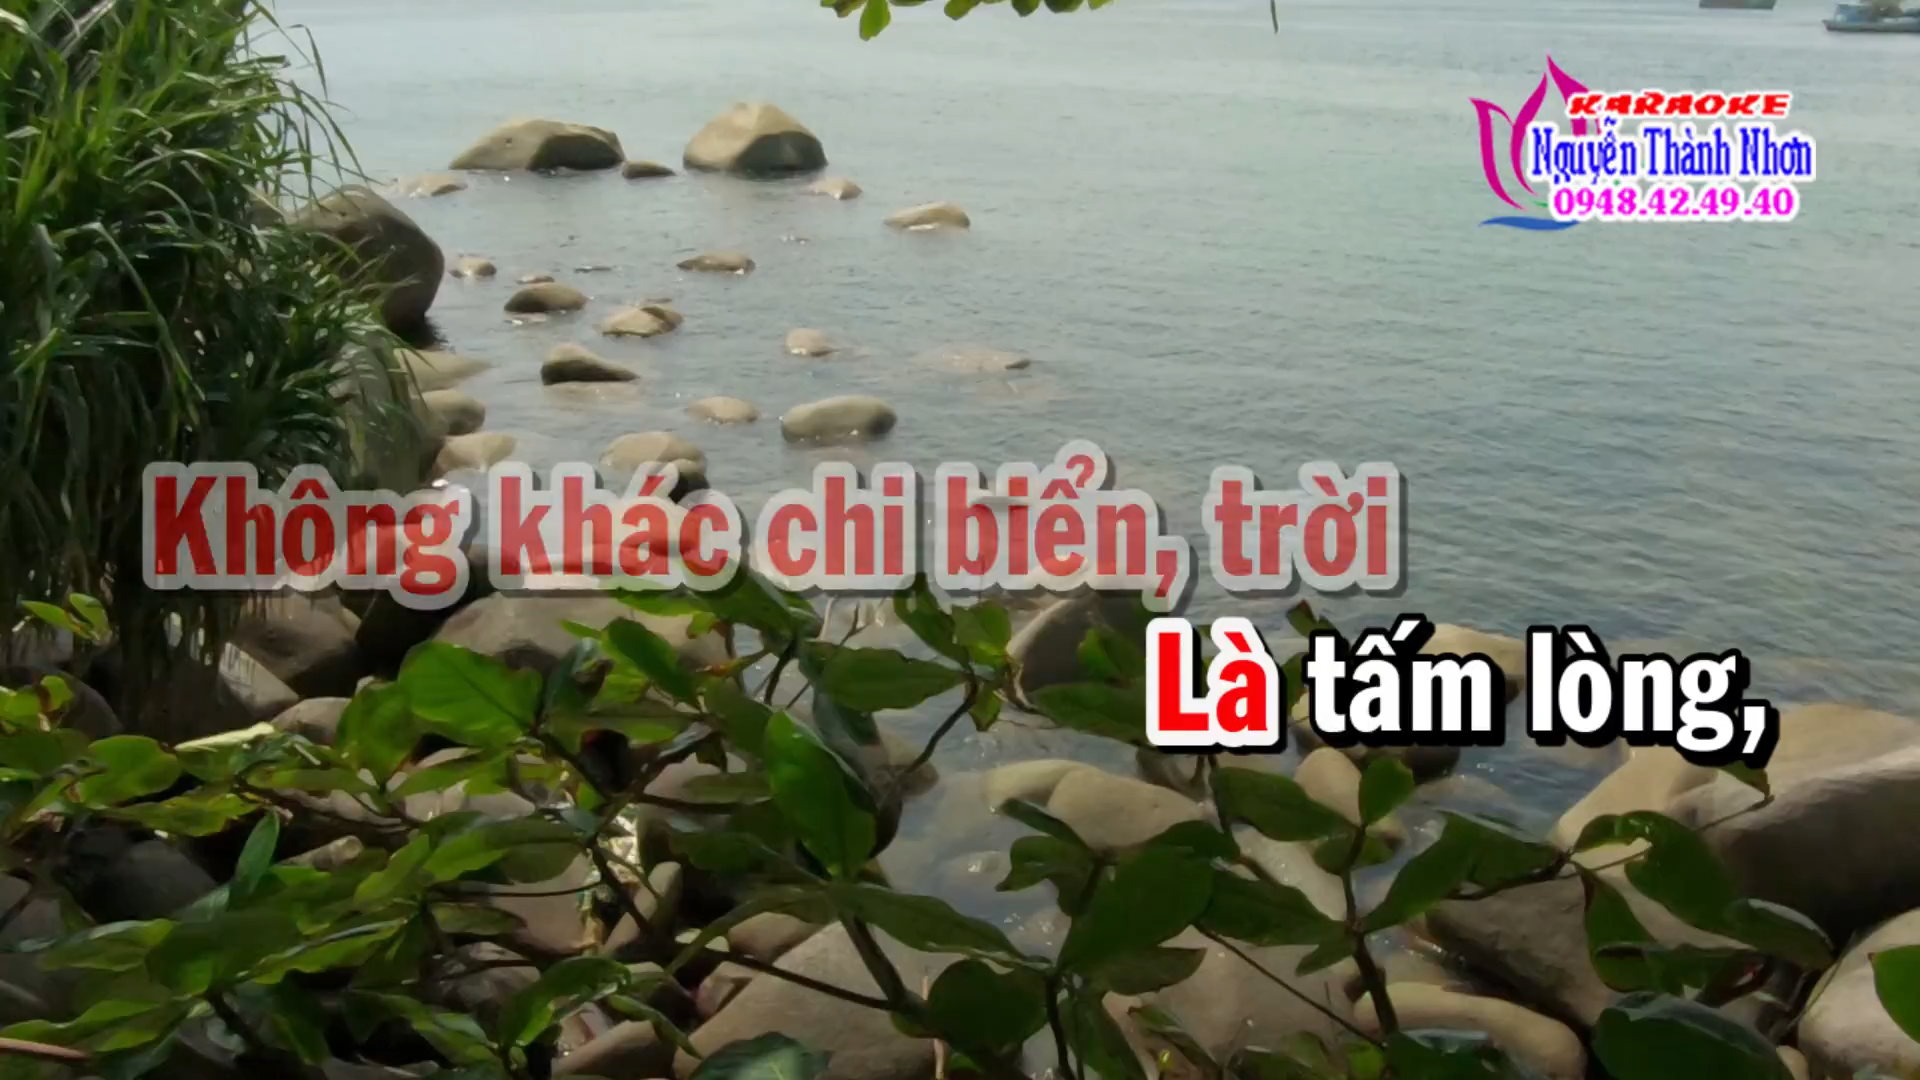 KARAOKE
Nguyễn Thành Nhơn
0948.42.49.40
Không khác chi biển, trời
Là tấm lòng,